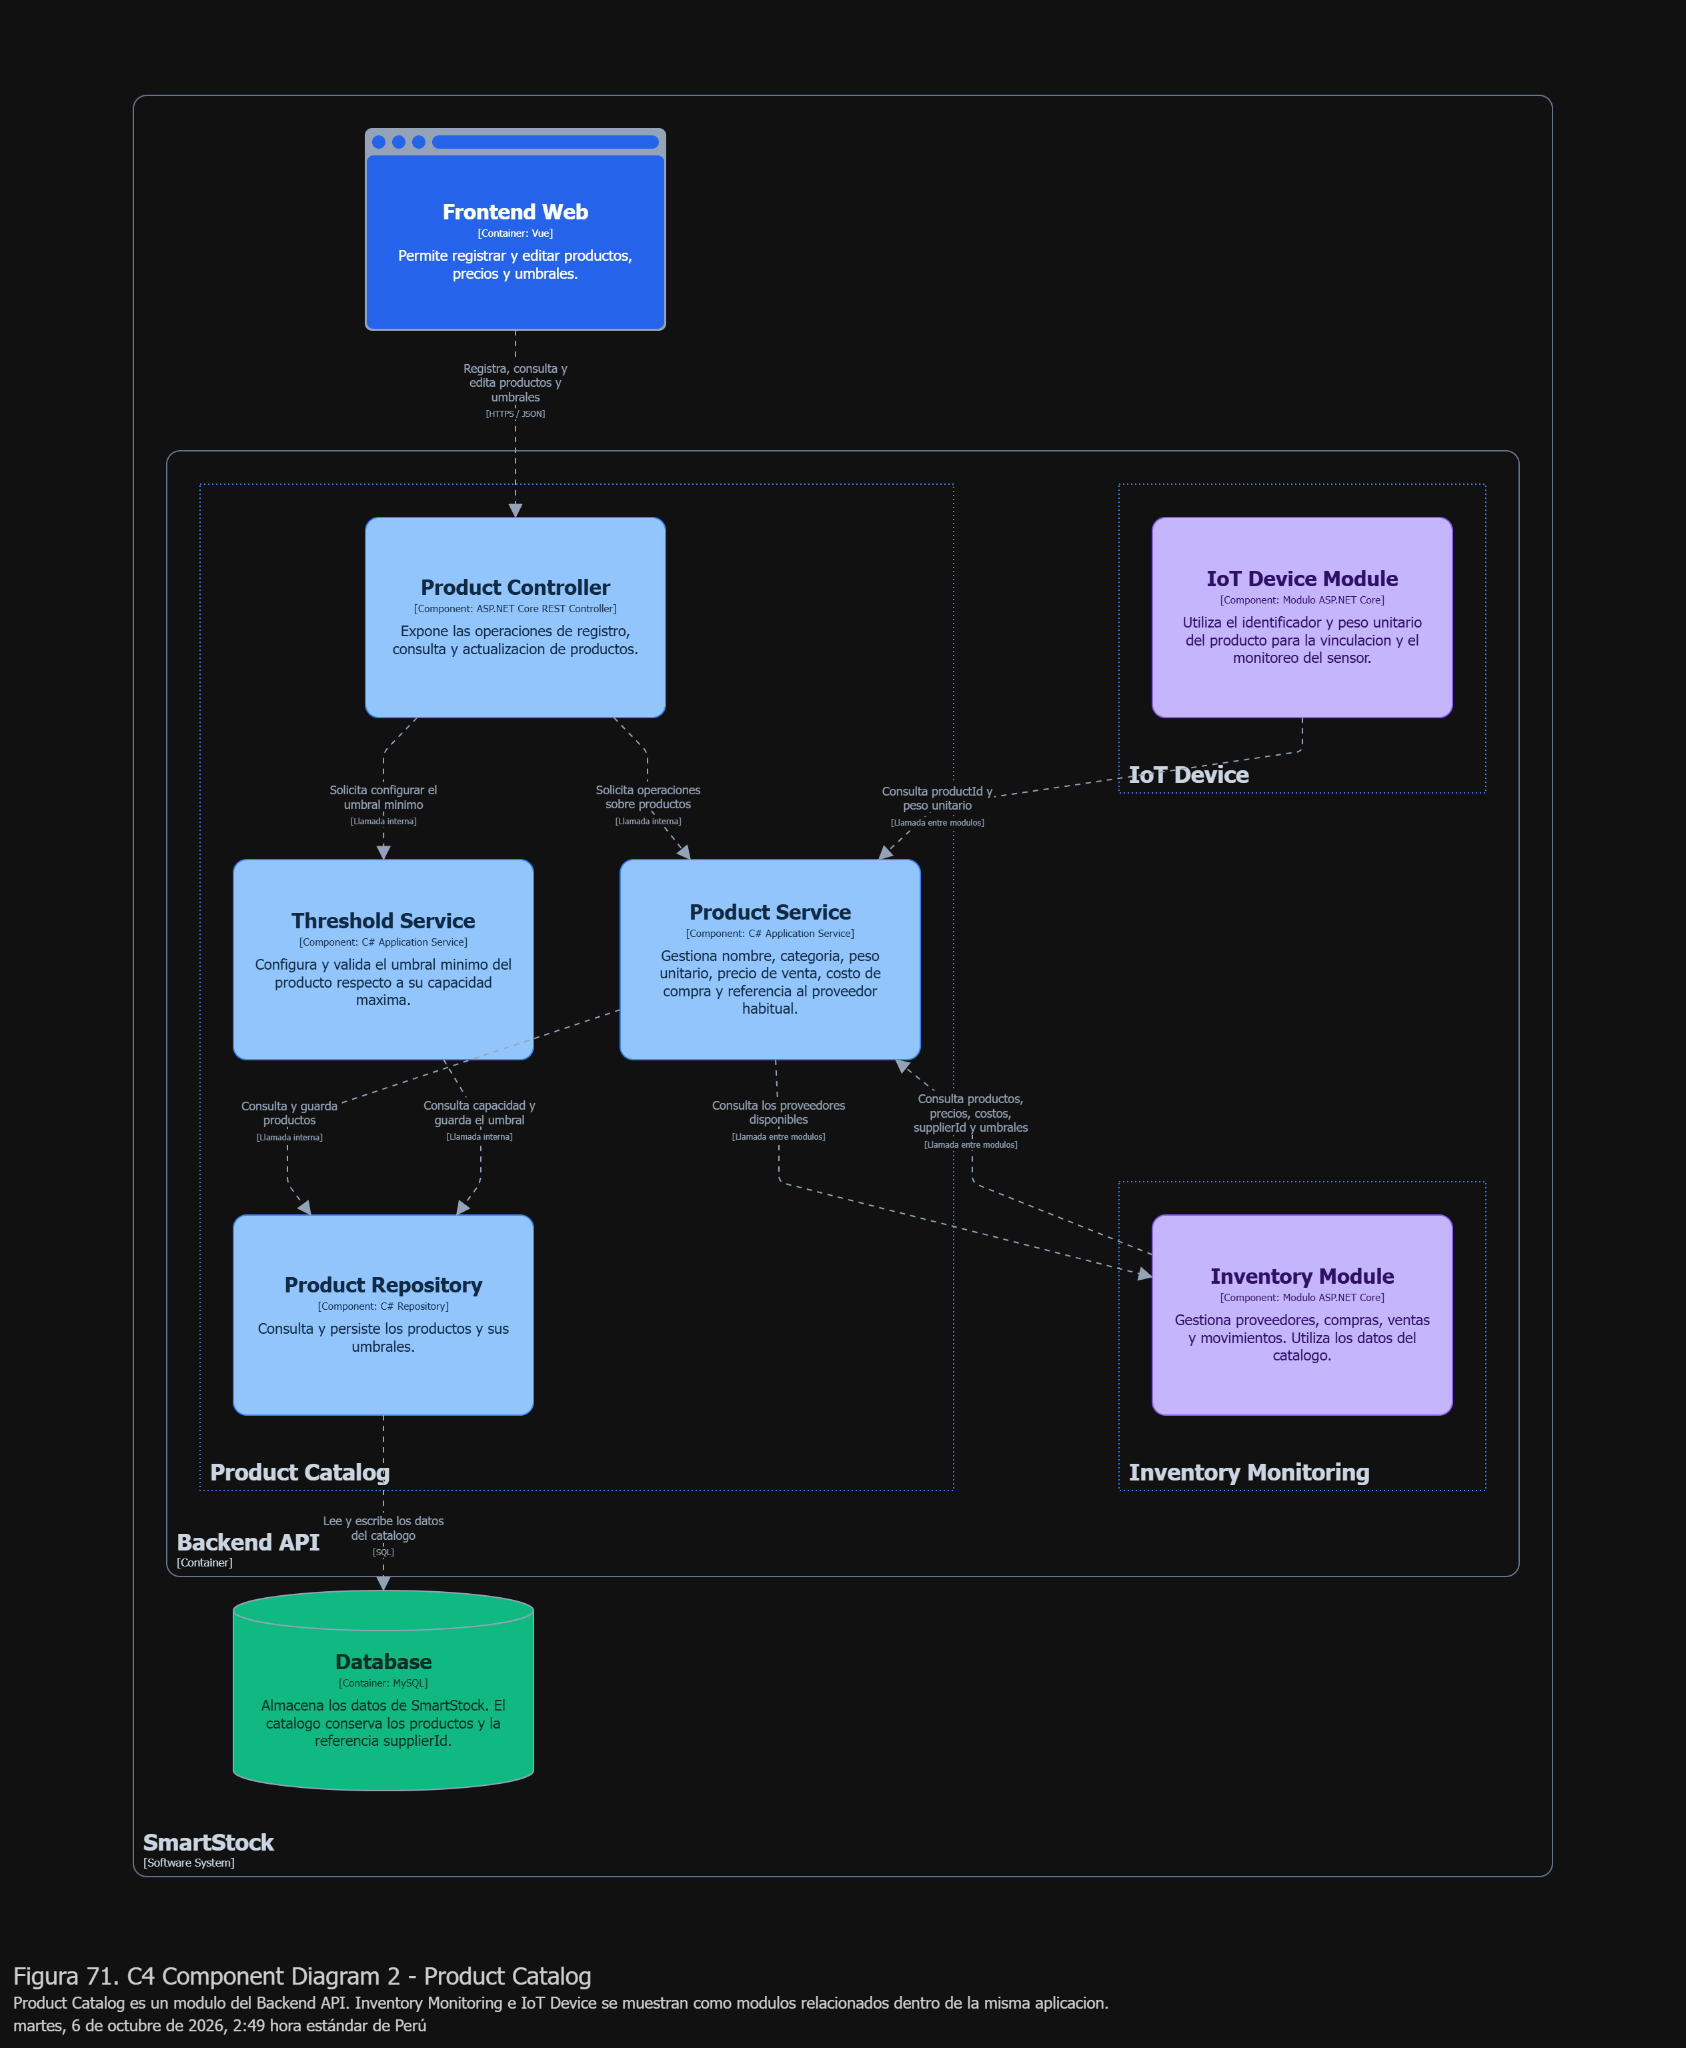 Frontend Web
[Container: Vue]
Permite registrar y editar productos,
precios y umbrales.
Registra, consulta y
edita productos y
umbrales
[HTTPS / JSON]
Product Controller
[Component: ASP.NET Core REST Controller]
Expone las operaciones de registro,
consulta y actualizacion de productos.
IoT Device Module
[Component: Modulo ASP.NET Core]
Utiliza el identificador y peso unitario
del producto para la vinculacion y el
monitoreo del sensor.
IoT Device
Solicita configurar el
umbral minimo
[Llamada interna]
Solicita operaciones
sobre productos
[Llamada interna]
Consulta productId y
peso unitario
[Llamada entre modulos]
Threshold Service
[Component: C# Application Service]
Configura y valida el umbral minimo del
producto respecto a su capacidad
maxima.
Product Service
[Component: C# Application Service]
Gestiona nombre, categoria, peso
unitario, precio de venta, costo de
compra y referencia al proveedor
habitual.
Consulta y guarda
productos
[Llamada interna]
Consulta capacidad y
guarda el umbral
[Llamada interna]
Consulta los proveedores
disponibles
[Llamada entre modulos]
Consulta productos,
precios, costos,
supplierId y umbrales
[Llamada entre modulos]
Product Repository
[Component: C# Repository]
Consulta y persiste los productos y sus
umbrales.
Inventory Module
[Component: Modulo ASP.NET Core]
Gestiona proveedores, compras, ventas
y movimientos. Utiliza los datos del
catalogo.
Product Catalog
Inventory Monitoring
Lee y escribe los datos
del catalogo
[SQL]
Backend API
[Container]
Database
[Container: MySQL]
Almacena los datos de SmartStock. El
catalogo conserva los productos y la
referencia supplierId.
SmartStock
[Software System]
Figura 71. C4 Component Diagram 2 - Product Catalog
Product Catalog es un modulo del Backend API. Inventory Monitoring e IoT Device se muestran como modulos relacionados dentro de la misma aplicacion.
martes, 6 de octubre de 2026, 2:49 hora estándar de Perú